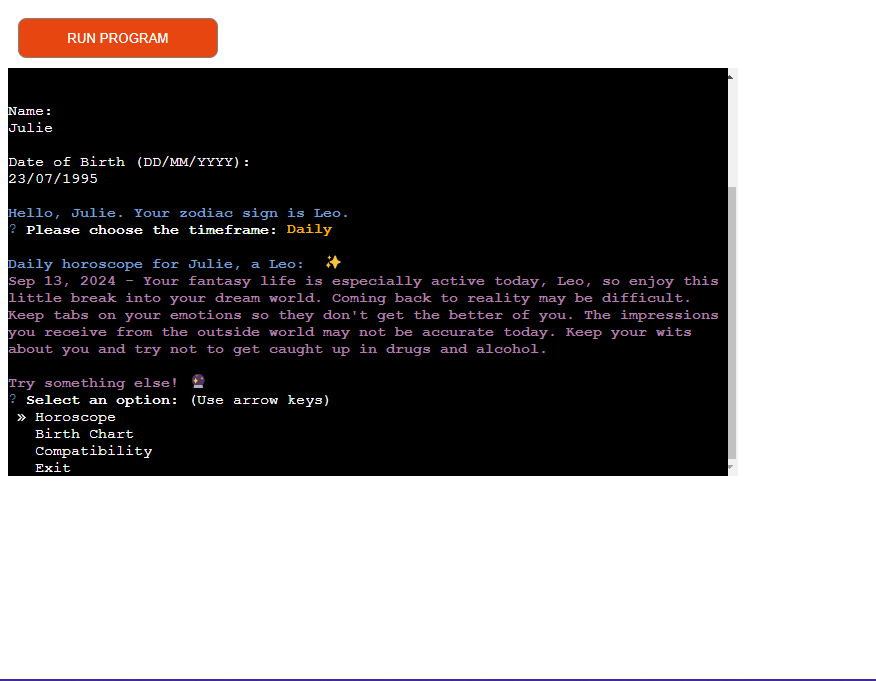 RUN PROGRAM
Name:
Julie
Date of Birth (DD/MM/YYYY):
23/07/1995
Hello, Julie. Your zodiac sign is Leo.
? Please choose the timeframe: Daily
Daily horoscope for Julie, a Leo: ✨
Sep 13, 2024 - Your fantasy life is especially active today, Leo, so enjoy this
little break into your dream world. Coming back to reality may be difficult.
Keep tabs on your emotions so they don't get the better of you. The impressions
you receive from the outside world may not be accurate today. Keep your wits
about you and try not to get caught up in drugs and alcohol.
Try something else! 🔮
? Select an option: (Use arrow keys)
» Horoscope
Birth Chart
Compatibility
Exit